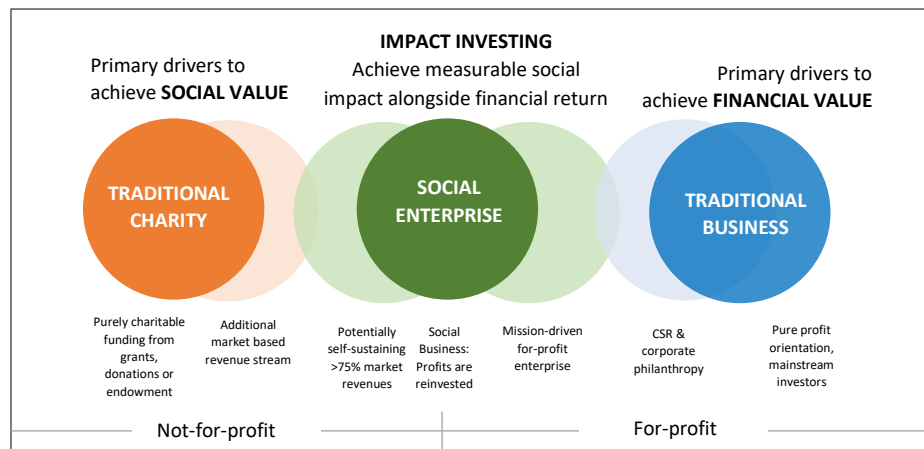 IMPACT INVESTING
Achieve measurable social
impact alongside financial return
Primary drivers to
achieve SOCIAL VALUE
Primary drivers to
achieve FINANCIAL VALUE
TRADITIONAL
CHARITY
SOCIAL
ENTERPRISE
TRADITIONAL
BUSINESS
Purely charitable
funding from
grants,
donations or
endowment
Additional
market based
revenue stream
Potentially
self-sustaining
>75% market
revenues
Social
Business:
Profits are
reinvested
Mission-driven
for-profit
enterprise
CSR &
corporate
philanthropy
Pure profit
orientation,
mainstream
investors
Not-for-profit
For-profit